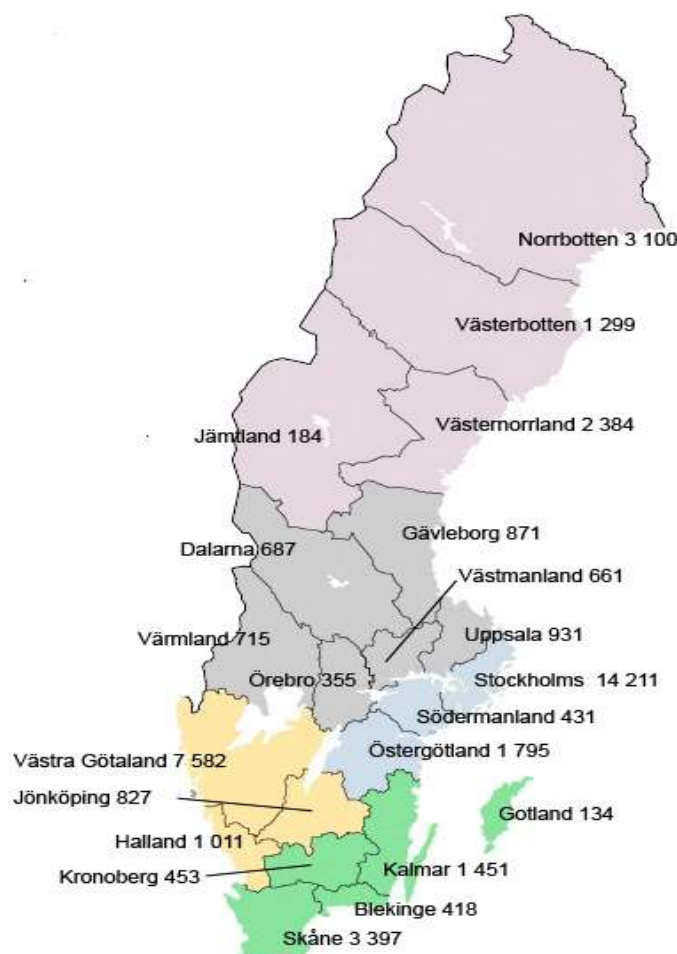 Norrbotten 3 100
Västerbotten 1 299
Västernorrland 2 384
Jämtland 184
Gävleborg 871
Dalarna 687
Västmanland 661
Uppsala 931
Värmland 715
Örebro 355
Stockholms 14 211
Södermanland 431
Östergötland 1 795
Västra Götaland 7 582
Jönköping 827
Gotland 134
Halland 1 011
Kronoberg 453
Kalmar 1 451
Blekinge 418
Skåne 3 397